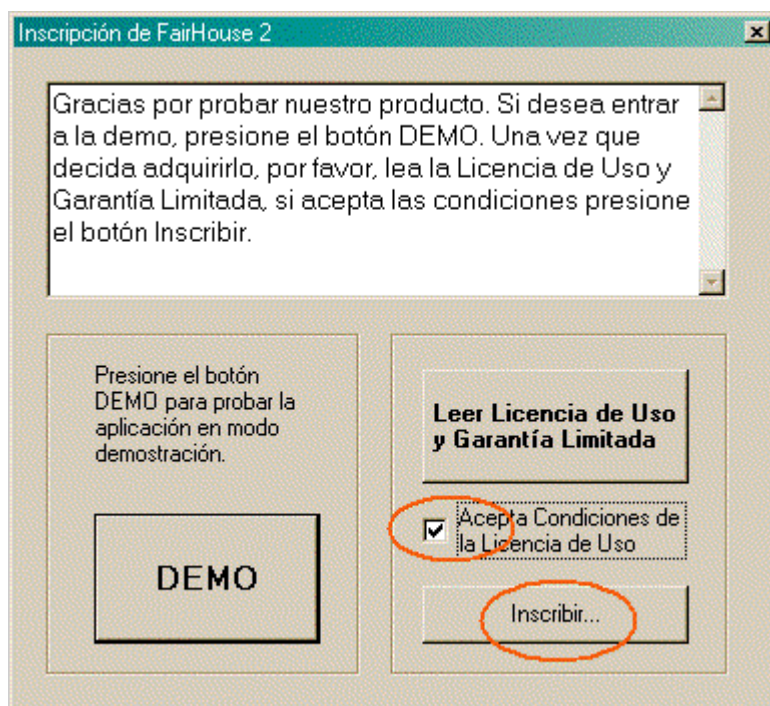 Inscripción de FairHouse 2
Gracias por probar nuestro producto. Si desea entrar
a la demo, presione el botón DEMO. Una vez que
decida adquirirlo, por favor, lea la Licencia de Uso y
Garantía Limitada, si acepta las condiciones presione
el botón Inscribir.
Presione el botón
DEMO para probar la
aplicación en modo
demostración.
DEMO
Leer Licencia de Uso
y Garantía Limitada
Acepta Condiciones de
la Licencia de Uso
Inscribir...